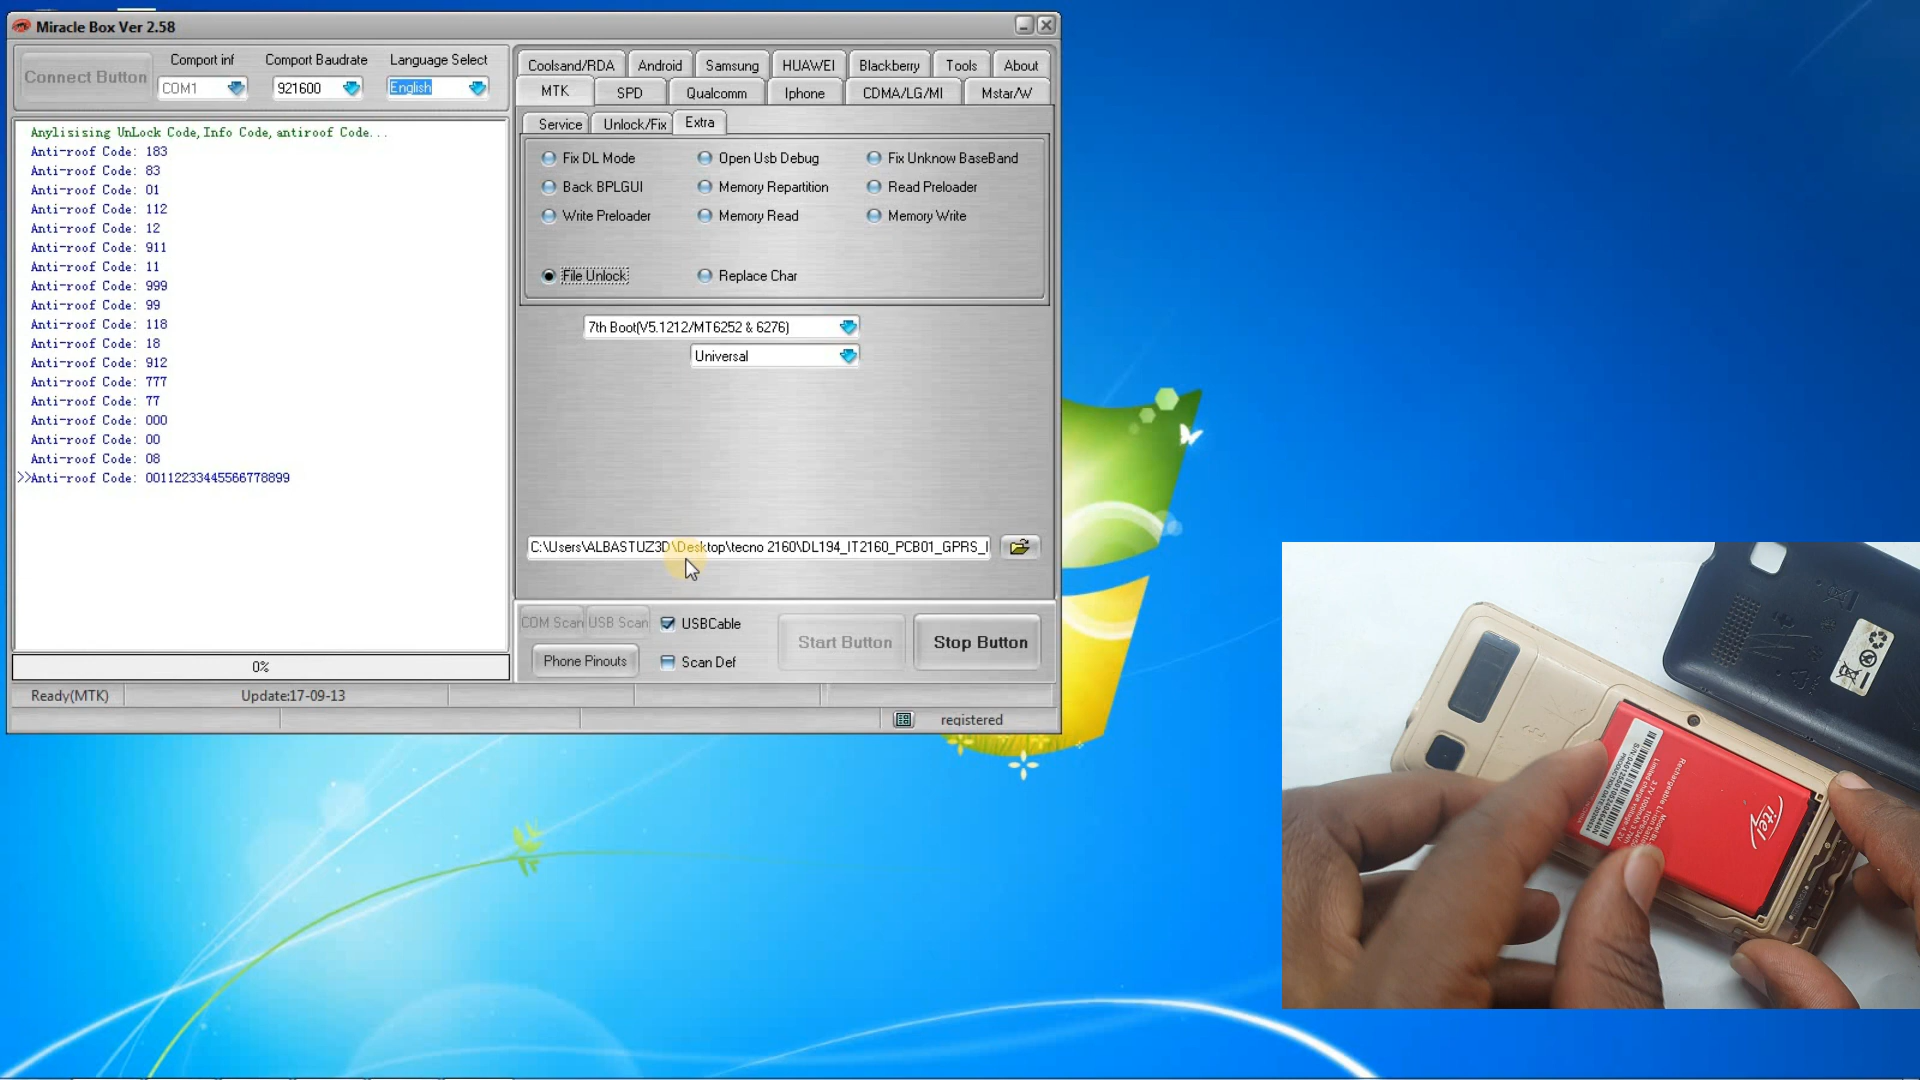 Miracle Box Ver 2.58
Connect Button
Comport inf
Comport Baudrate
Language Select
COM1
921600
English
Anylisising UnLock Code,Info Code,antiroof Code...
Anti-roof Code: 183
Anti-roof Code: 83
Anti-roof Code: 01
Anti-roof Code: 112
Anti-roof Code: 12
Anti-roof Code: 911
Anti-roof Code: 11
Anti-roof Code: 999
Anti-roof Code: 99
Anti-roof Code: 118
Anti-roof Code: 18
Anti-roof Code: 912
Anti-roof Code: 777
Anti-roof Code: 77
Anti-roof Code: 000
Anti-roof Code: 00
Anti-roof Code: 08
>>Anti-roof Code: 00112233445566778899
0%
Ready(MTK)
Update:17-09-13
Coolsand/RDA
Android
Samsung
HUAWEI
Blackberry
Tools
About
MTK
SPD
Qualcomm
Iphone
CDMA/LG/MI
Mstar/W
Service
Unlock/Fix
Extra
Fix DL Mode
Open Usb Debug
Fix Unknow BaseBand
Back BPLGUI
Memory Repartition
Read Preloader
Write Preloader
Memory Read
Memory Write
File Unlock
Replace Char
7th Boot(V5.1212/MT6252 & 6276)
Universal
C:\Users\ALBASTUZ3D\Desktop\tecno 2160\DL194_IT2160_PCB01_GPRS_I
COM Scan
USB Scan
USBCable
Start Button
Stop Button
Phone Pinouts
Scan Def
registered
itel
Rechargeable Li-ion